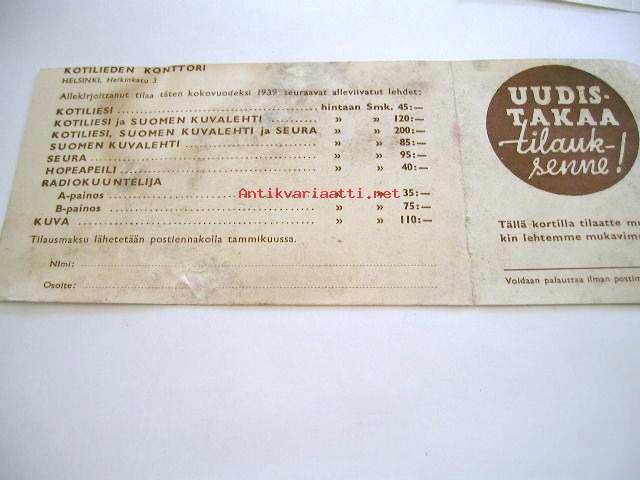 KOTILIEDEN KONTTORI
HELSINKI, Heikinkatu 3
Allekirjoittanut tilaa täten kokovuodeksi 1939 seuraavat alleviivatut lehdet:
KOTILIESI hintaan Smk. 45:—
KOTILIESI ja SUOMEN KUVALEHTI » » 120:—
KOTILIESI, SUOMEN KUVALEHTI ja SEURA » » 200:—
SUOMEN KUVALEHTI » » 85:—
SEURA » » 95:—
HOPEAPEILI » » 40:—
RADIOKUUNTELIJA
A-painos » » 35:—
B-painos » » 75:—
KUVA » » 110:—
Tilausmaksu lähetetään postiennakolla tammikuussa.
Nimi:
Osoite:
Antikvariaatti.net
UUDIS-
TAKAA
tilauk-
senne!
Tällä kortilla tilaatte mu
kin lehtemme mukavim
Voidaan palauttaa ilman postim